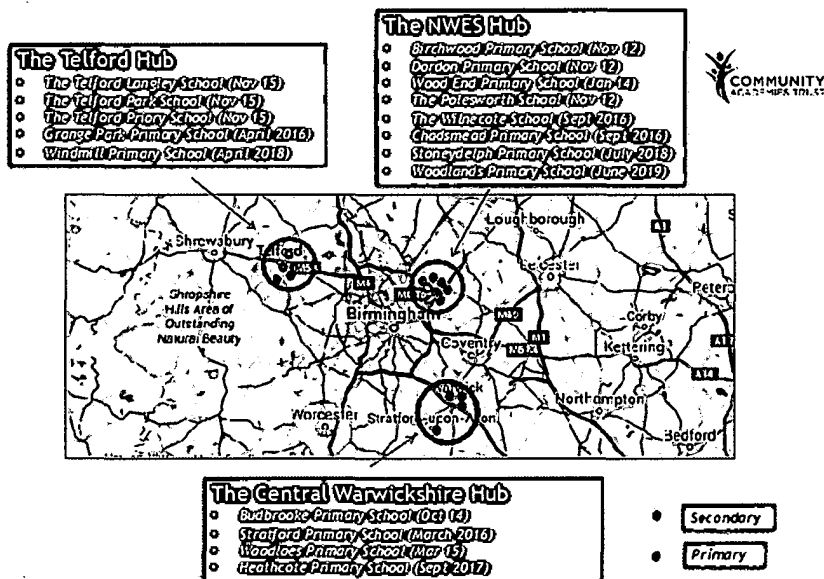 The Telford Hub
The Telford Langley School (Nov 15)
The Telford Park School (Nov 15)
The Telford Priory School (Nov 15)
Grange Park Primary School (April 2016)
Windmill Primary School (April 2018)
The NWES Hub
Birchwood Primary School (Nov 12)
Dordon Primary School (Nov 12)
Wood End Primary School (Jan 14)
The Polesworth School (Nov 12)
The Wilnecote School (Sept 2016)
Chadsmead Primary School (Sept 2016)
Stoneydelph Primary School (July 2018)
Woodlands Primary School (June 2019)
COMMUNITY
ACADEMIES TRUST
Loughborough
A1
Shrewsbury
Telford
Leicester
Peter
Shropshire
Hills Area of
Outstanding
Natural Beauty
Birmingham
Corby
Coventry
M1
Kettering
A14
Warwick
Worcester
Stratford-upon-Avon
Northampton
Bedford
The Central Warwickshire Hub
Budbrooke Primary School (Oct 14)
Stratford Primary School (March 2016)
Woodloes Primary School (Mar 15)
Heathcote Primary School (Sept 2017)
Secondary
Primary